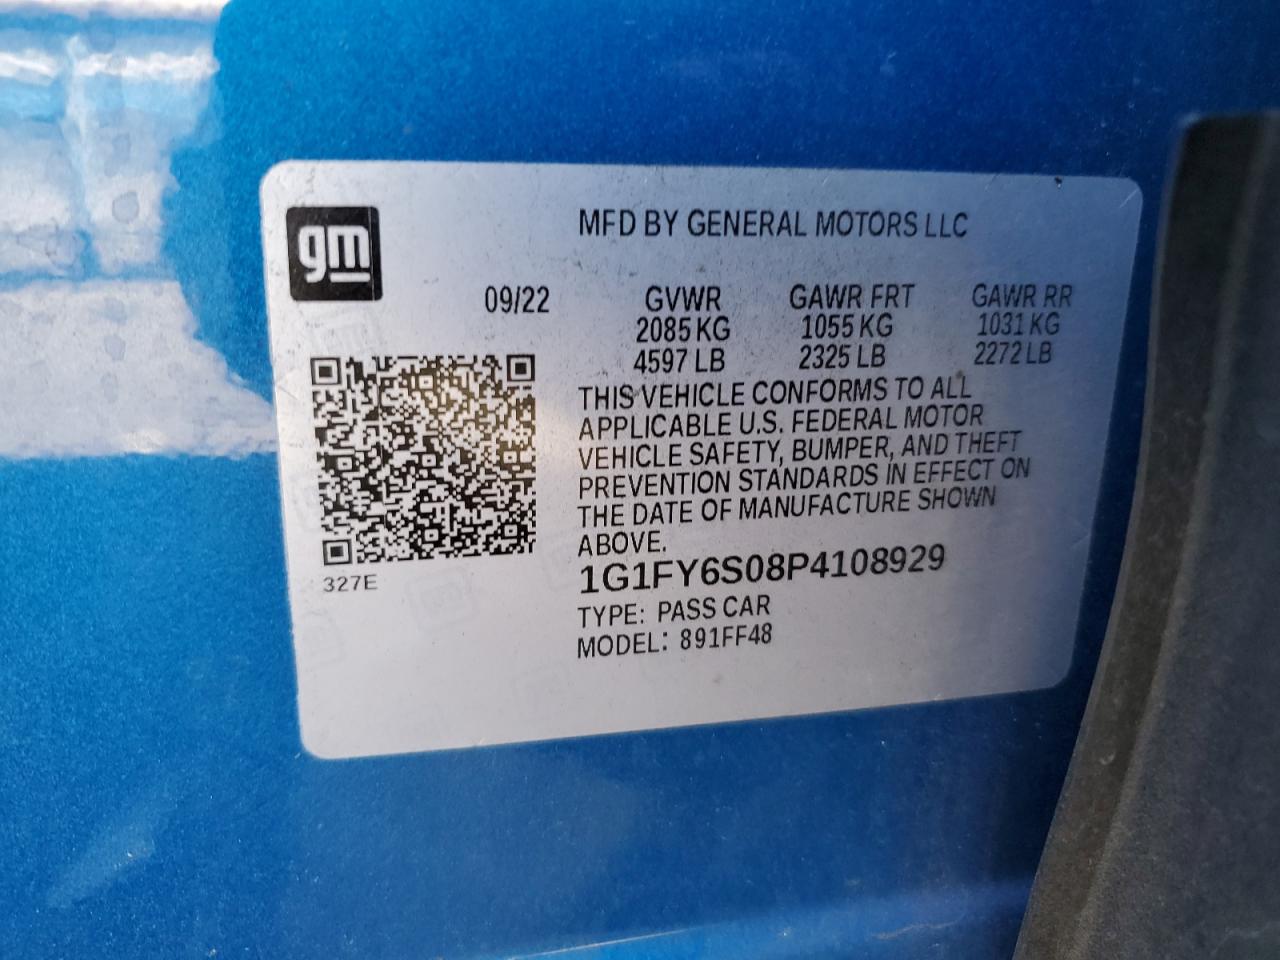 gm
MFD BY GENERAL MOTORS LLC
09/22 GVWR GAWR FRT GAWR RR
2085 KG 1055 KG 1031 KG
4597 LB 2325 LB 2272 LB
THIS VEHICLE CONFORMS TO ALL
APPLICABLE U.S. FEDERAL MOTOR
VEHICLE SAFETY, BUMPER, AND THEFT
PREVENTION STANDARDS IN EFFECT ON
THE DATE OF MANUFACTURE SHOWN
ABOVE.
327E
1G1FY6S08P4108929
TYPE: PASS CAR
MODEL: 891FF48